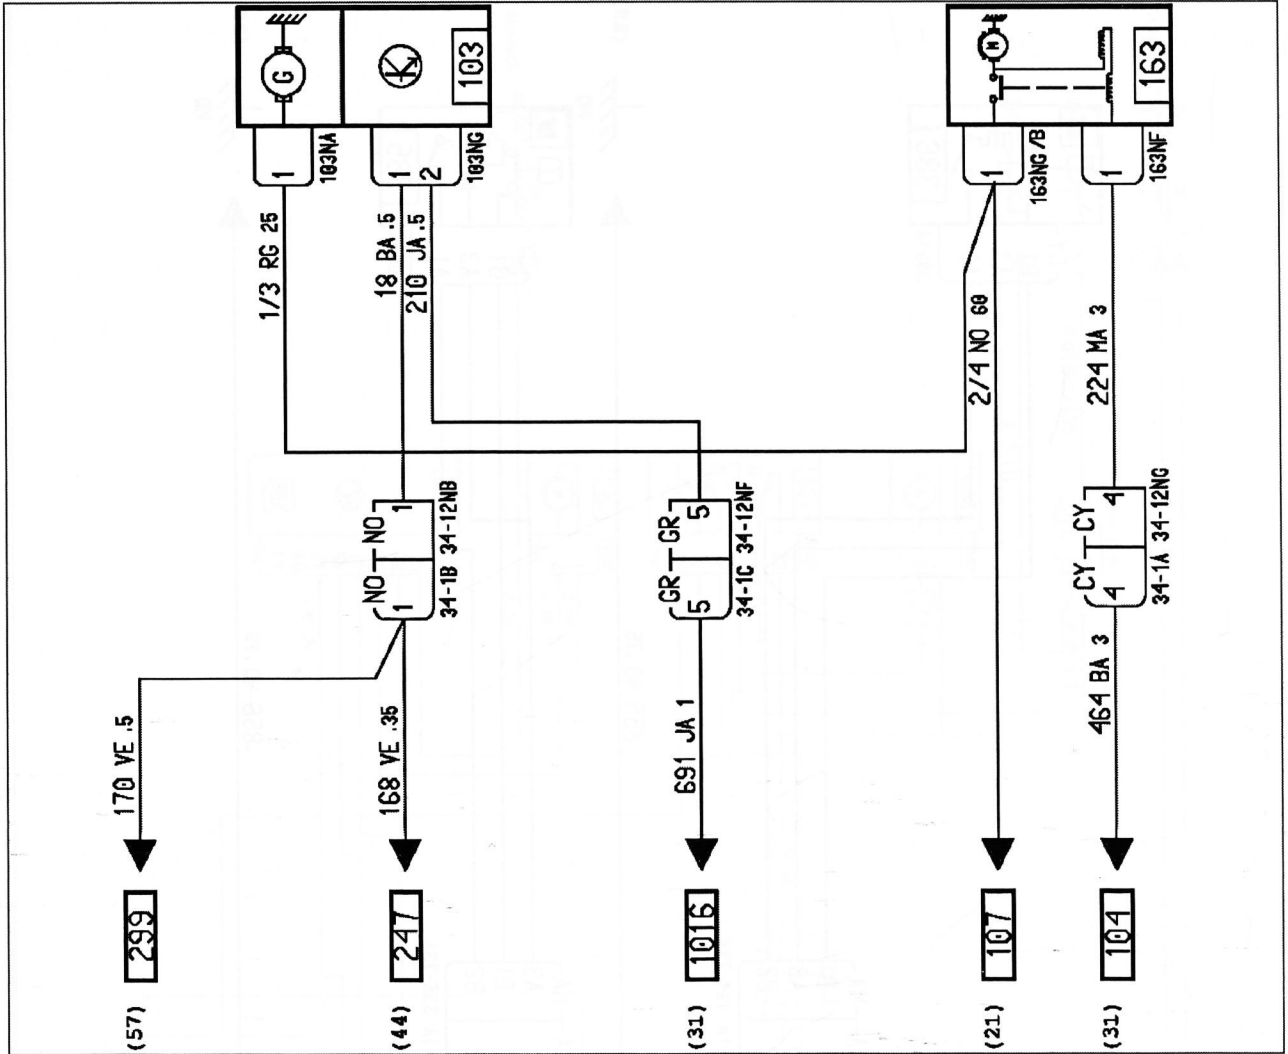 G
K
103
M
163
1
103NA
1
2
103NG
1
163NG/B
1
163NF
1/3 RG 25
18 BA .5
210 JA .5
2/4 NO 60
224 MA 3
NO NO
1 1
34-1B 34-12NB
GR GR
5 5
34-1C 34-12NF
CY CY
4 4
34-1A 34-12NG
170 VE .5
168 VE .35
691 JA 1
464 BA 3
299
247
1016
107
104
(57)
(44)
(31)
(21)
(31)